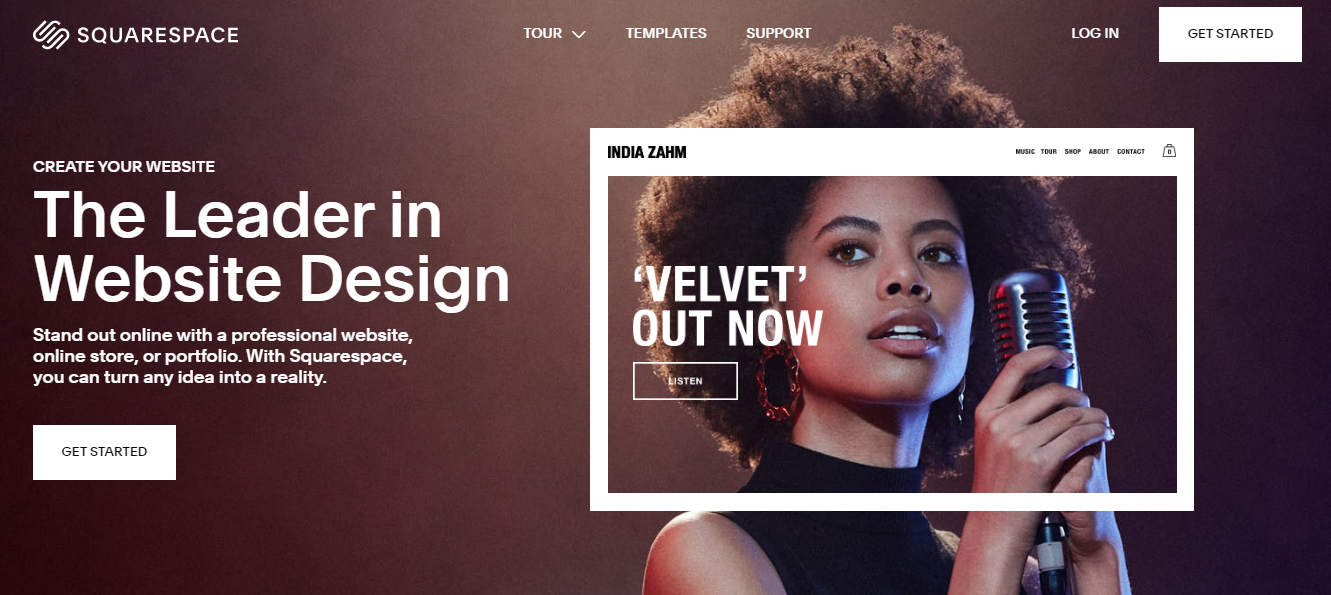 SQUARESPACE
TOUR
TEMPLATES
SUPPORT
LOG IN
GET STARTED
CREATE YOUR WEBSITE
The Leader in
Website Design
Stand out online with a professional website,
online store, or portfolio. With Squarespace,
you can turn any idea into a reality.
GET STARTED
INDIA ZAHM
MUSIC TOUR SHOP ABOUT CONTACT
0
‘VELVET’
OUT NOW
LISTEN